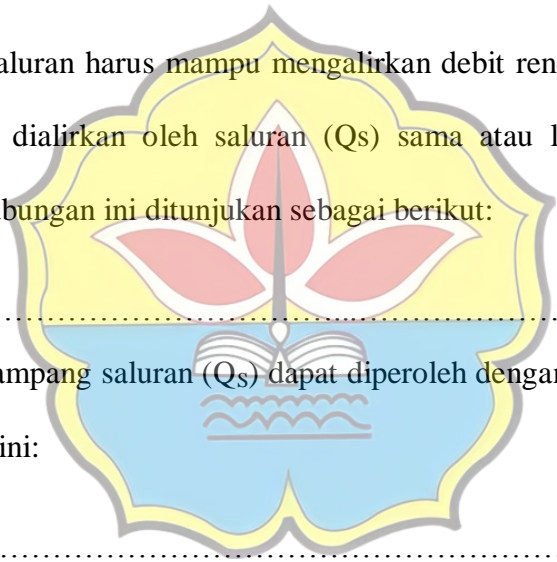 aluran harus mampu mengalirkan debit ren
dialirkan oleh saluran (Qs) sama atau l
bungan ini ditunjukan sebagai berikut:
…………………………...………………
ampang saluran (Qs) dapat diperoleh dengan
ini:
………………………………………………